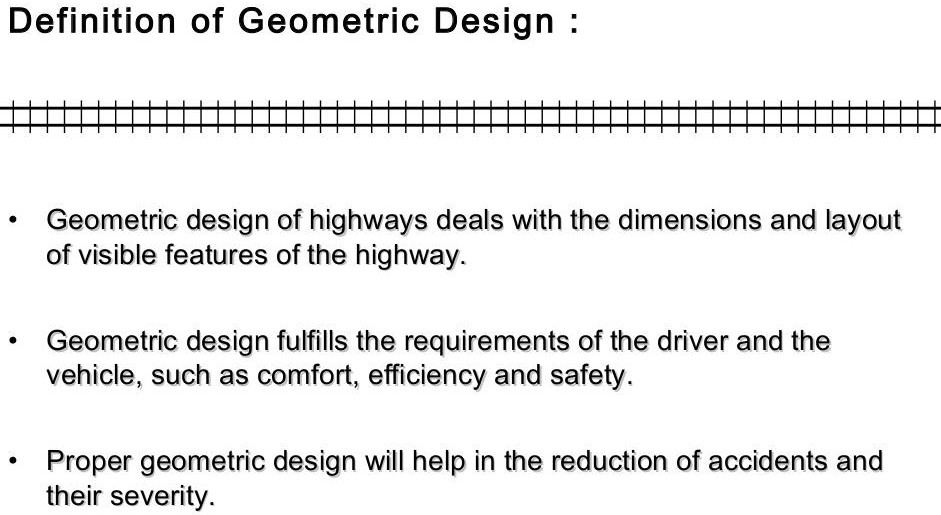 Definition of Geometric Design :
• Geometric design of highways deals with the dimensions and layout
of visible features of the highway.
• Geometric design fulfills the requirements of the driver and the
vehicle, such as comfort, efficiency and safety.
• Proper geometric design will help in the reduction of accidents and
their severity.